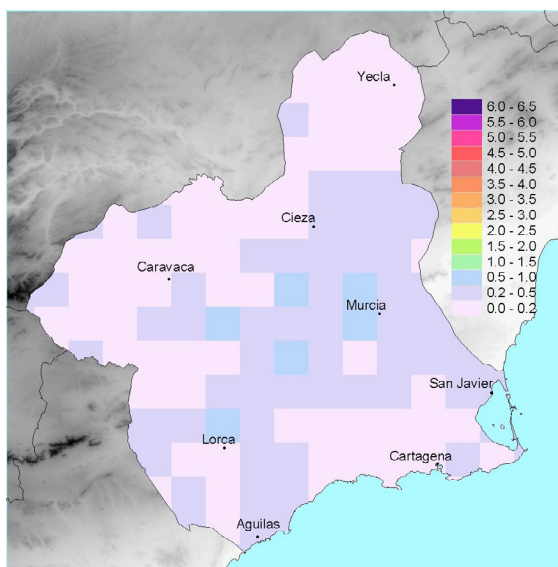 Yecla
6.0 - 6.5
5.5 - 6.0
5.0 - 5.5
4.5 - 5.0
4.0 - 4.5
3.5 - 4.0
3.0 - 3.5
2.5 - 3.0
2.0 - 2.5
1.5 - 2.0
1.0 - 1.5
0.5 - 1.0
0.2 - 0.5
0.0 - 0.2
Cieza
Caravaca
Murcia
San Javier
Lorca
Cartagena
Aguilas